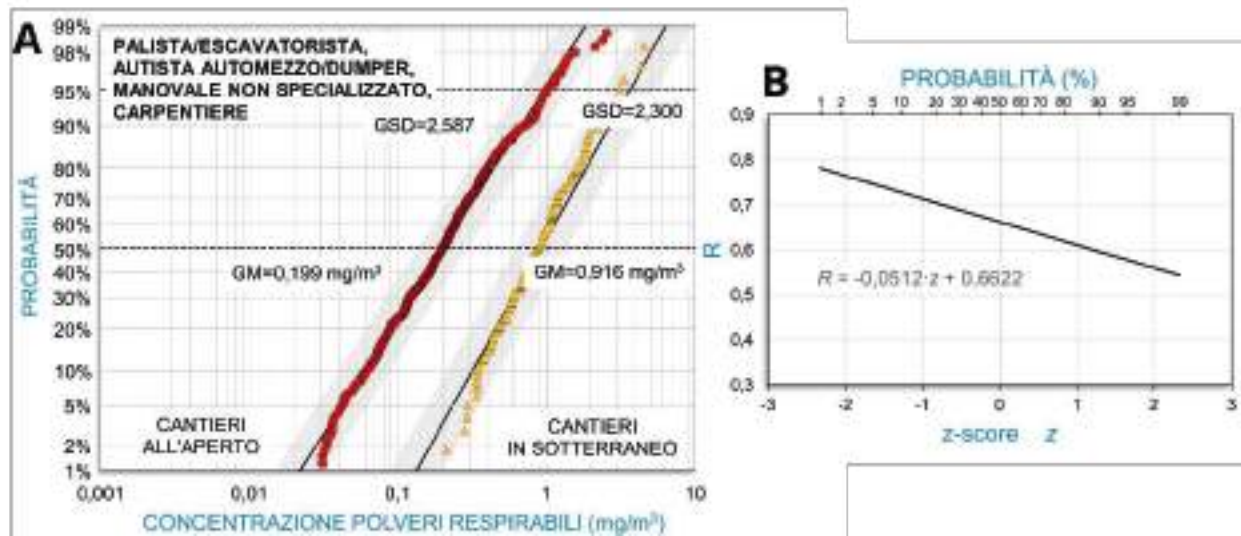 A
PALISTA/ESCAVATORISTA,
AUTISTA AUTOMEZZO/DUMPER,
MANOVALE NON SPECIALIZZATO,
CARPENTIERE
GSD=2,587
GSD=2,300
GM=0,199 mg/m³
GM=0,916 mg/m³
CANTIERI
ALL'APERTO
CANTIERI
IN SOTTERRANEO
PROBABILITÀ
99%
98%
95%
90%
80%
70%
60%
50%
40%
30%
20%
10%
5%
2%
1%
0,001
0,01
0,1
1
10
CONCENTRAZIONE POLVERI RESPIRABILI (mg/m³)
B
PROBABILITÀ (%)
1 2 5 10 20 30 40 50 60 70 80 90 95 99
R
0,9
0,8
0,7
0,6
0,5
0,4
0,3
R = -0,0512·z + 0,6622
-3 -2 -1 0 1 2 3
z-score z